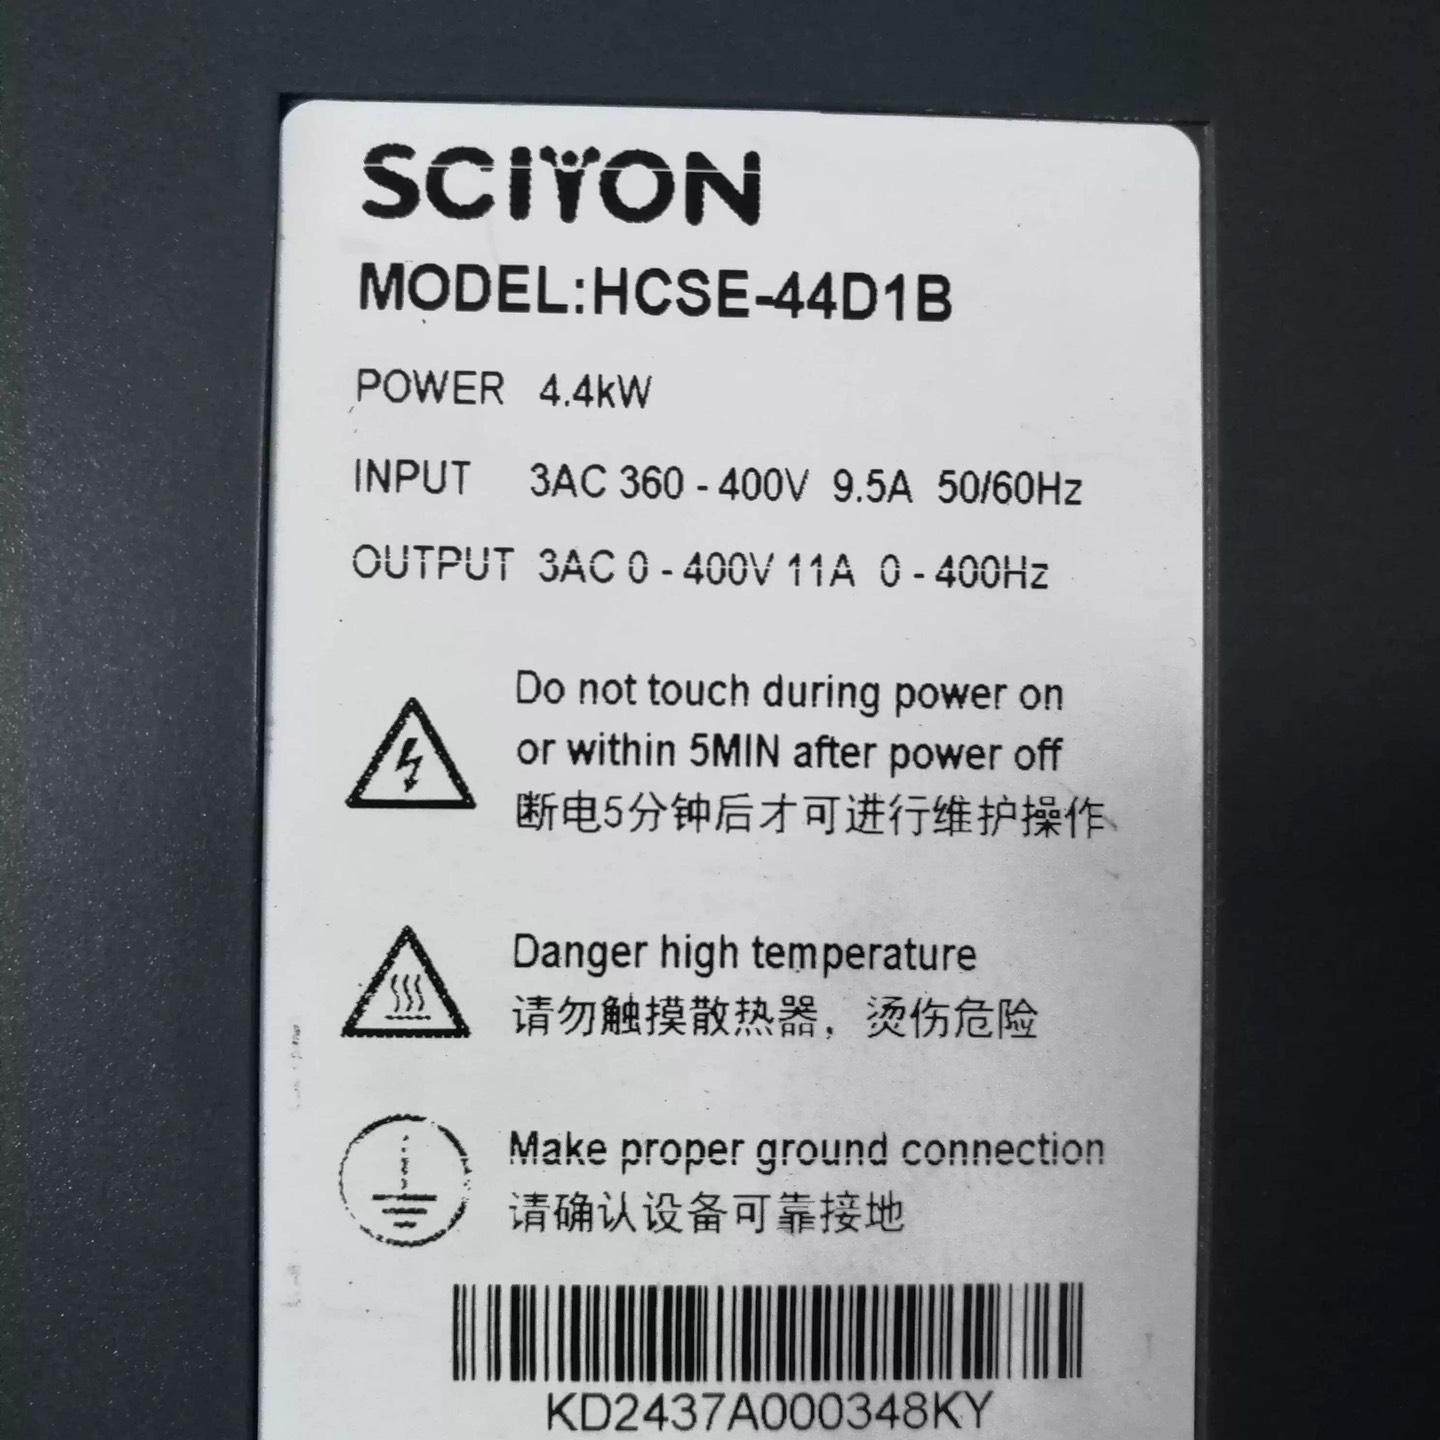 SCIYON
MODEL:HCSE-44D1B
POWER 4.4kW
INPUT 3AC 360 - 400V 9.5A 50/60Hz
OUTPUT 3AC 0 - 400V 11A 0 - 400Hz
Do not touch during power on
or within 5MIN after power off
断电5分钟后才可进行维护操作
Danger high temperature
请勿触摸散热器，烫伤危险
Make proper ground connection
请确认设备可靠接地
KD2437A000348KY